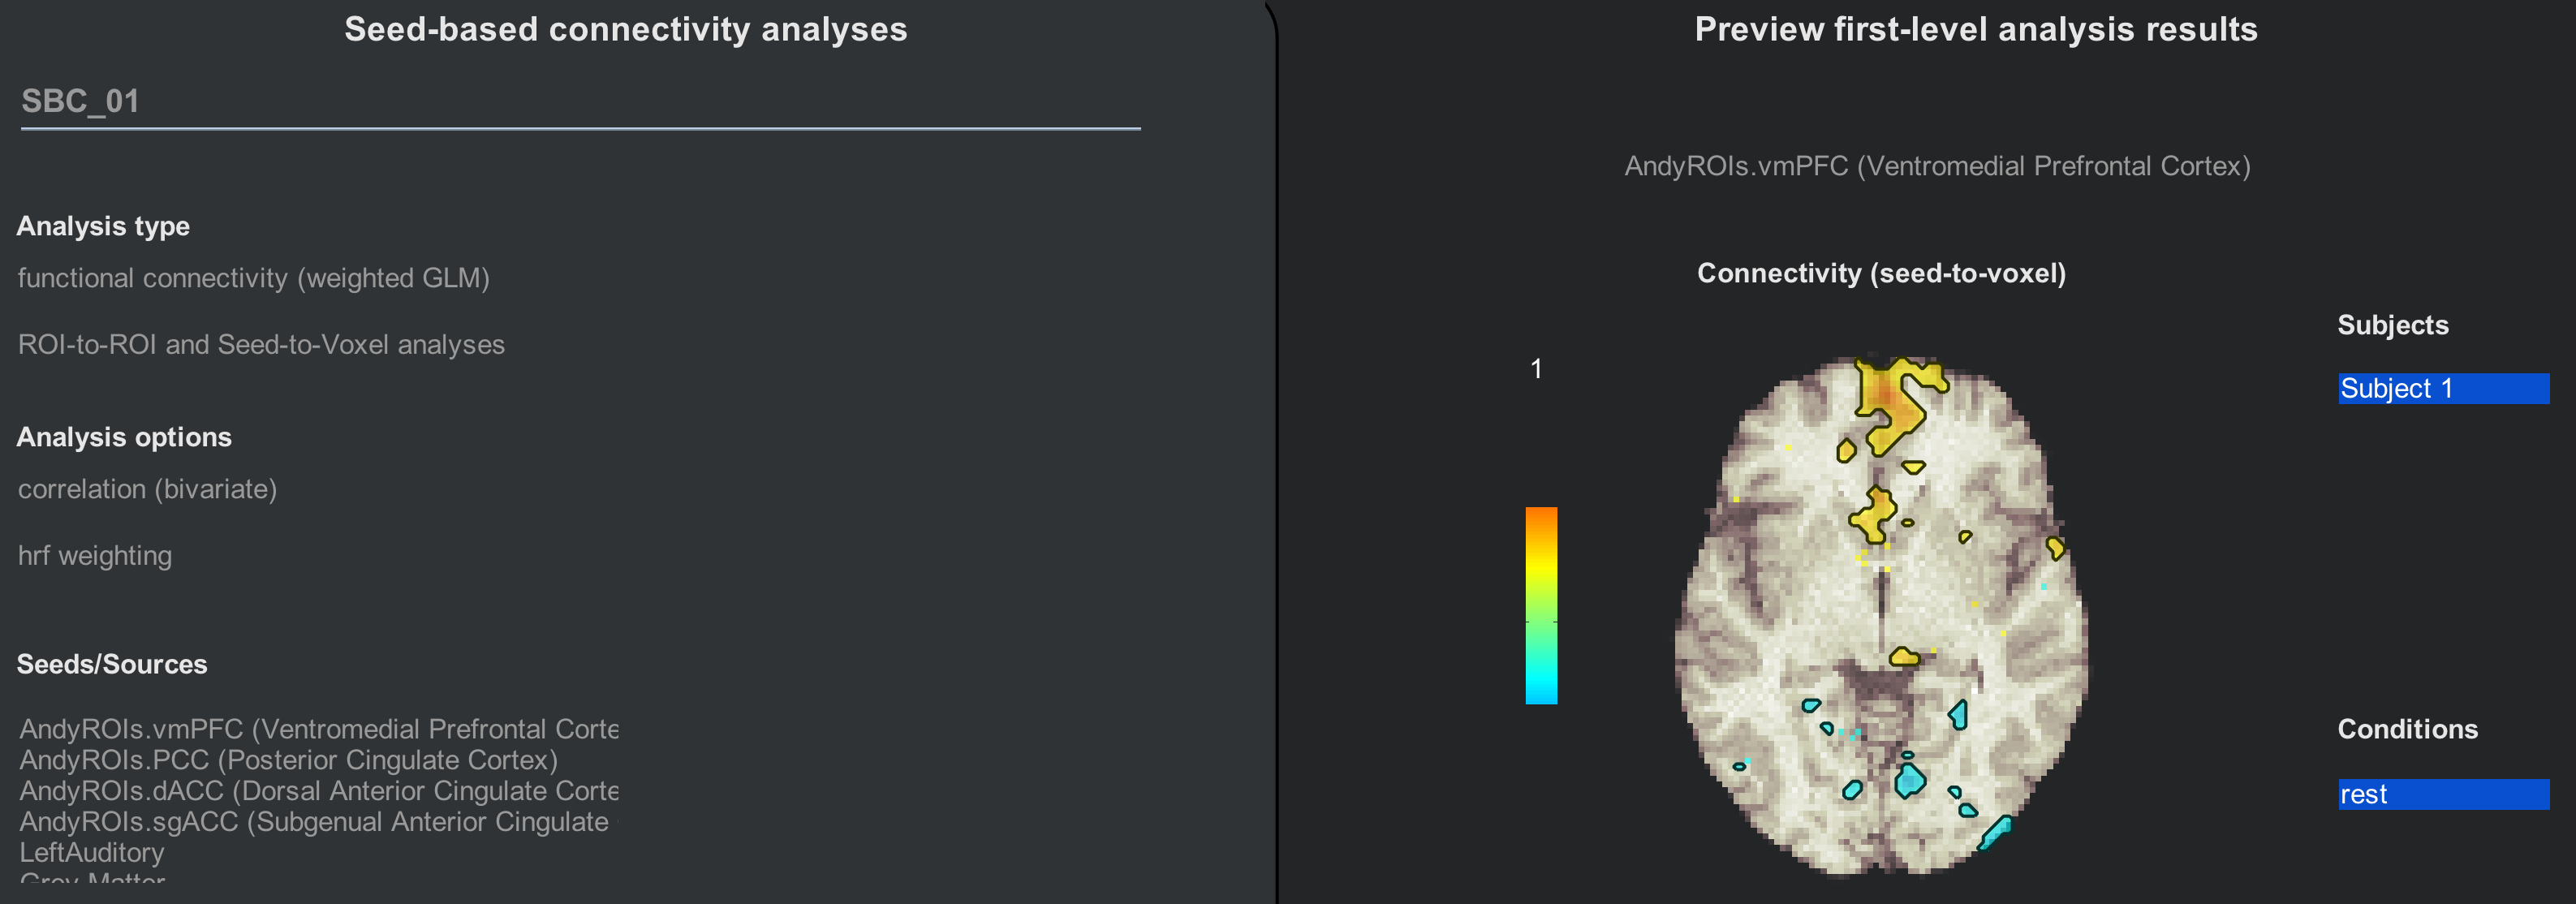 Seed-based connectivity analyses
SBC_01
Analysis type
functional connectivity (weighted GLM)
ROI-to-ROI and Seed-to-Voxel analyses
Analysis options
correlation (bivariate)
hrf weighting
Seeds/Sources
AndyROIs.vmPFC (Ventromedial Prefrontal Corte
AndyROIs.PCC (Posterior Cingulate Cortex)
AndyROIs.dACC (Dorsal Anterior Cingulate Corte
AndyROIs.sgACC (Subgenual Anterior Cingulate
LeftAuditory
Grey Matter
Preview first-level analysis results
AndyROIs.vmPFC (Ventromedial Prefrontal Cortex)
Connectivity (seed-to-voxel)
1
Subjects
Subject 1
Conditions
rest